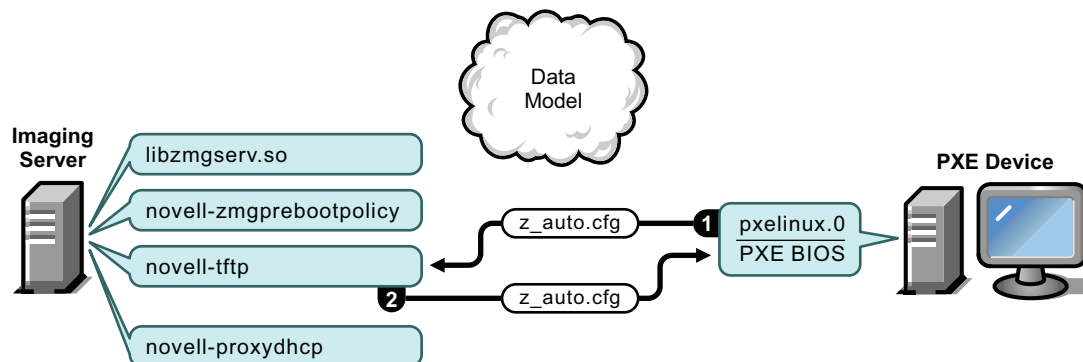 Data
Model
Imaging
Server
PXE Device
libzmgserv.so
novell-zmgprebootpolicy
z_auto.cfg
1
pxelinux.0
PXE BIOS
novell-tftp
2
z_auto.cfg
novell-proxydhcp